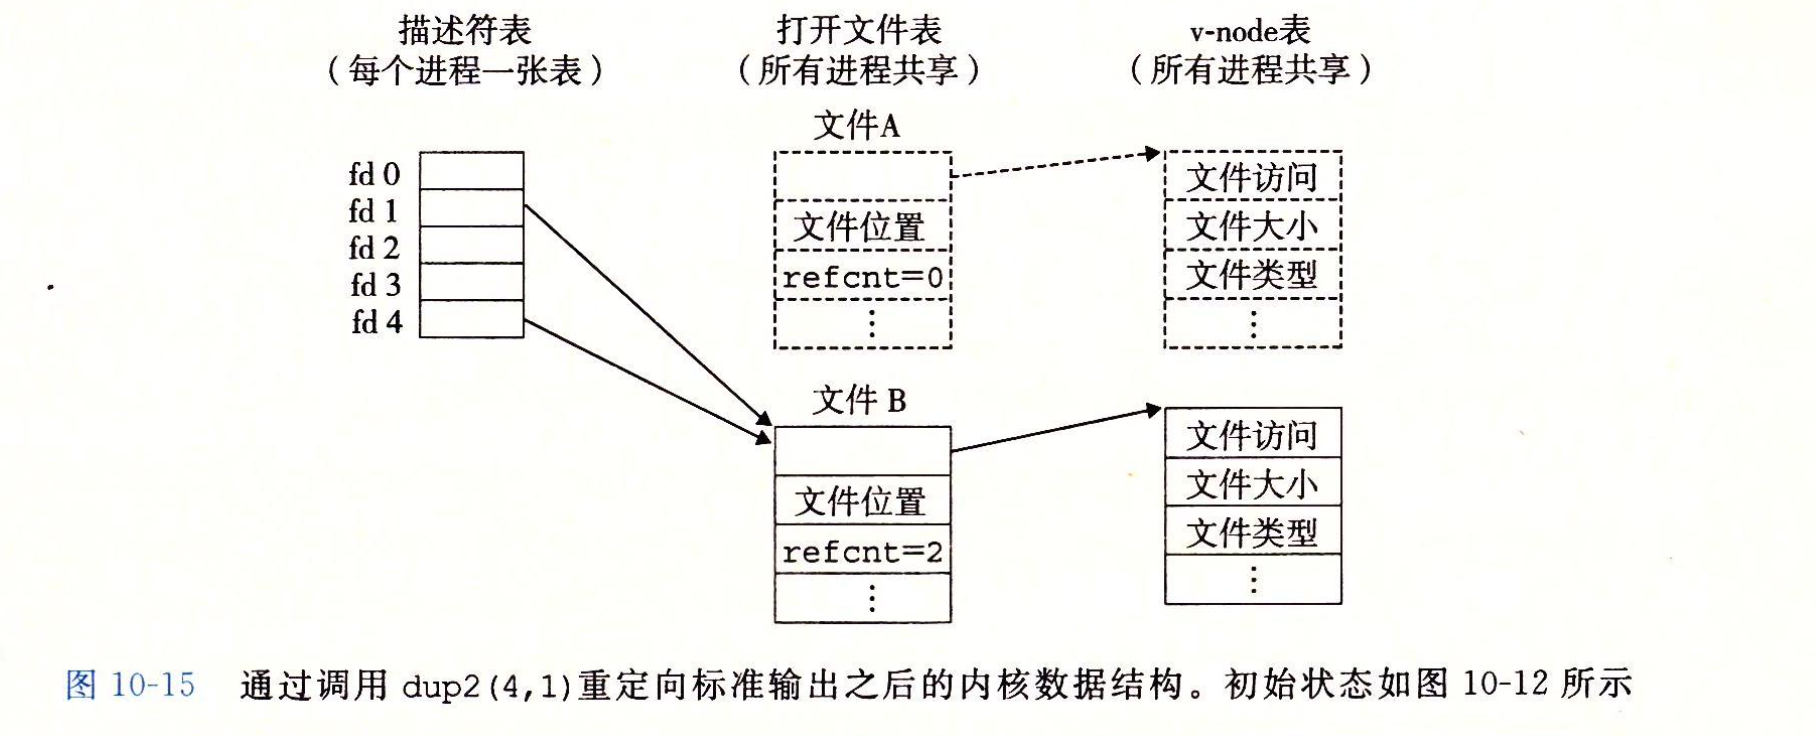 描述符表
（每个进程一张表）
打开文件表
（所有进程共享）
v-node表
（所有进程共享）
fd 0
fd 1
fd 2
fd 3
fd 4
文件A
文件位置
refcnt=0
⋮
文件访问
文件大小
文件类型
⋮
文件 B
文件位置
refcnt=2
⋮
文件访问
文件大小
文件类型
⋮
图 10-15 通过调用 dup2(4,1)重定向标准输出之后的内核数据结构。初始状态如图 10-12 所示